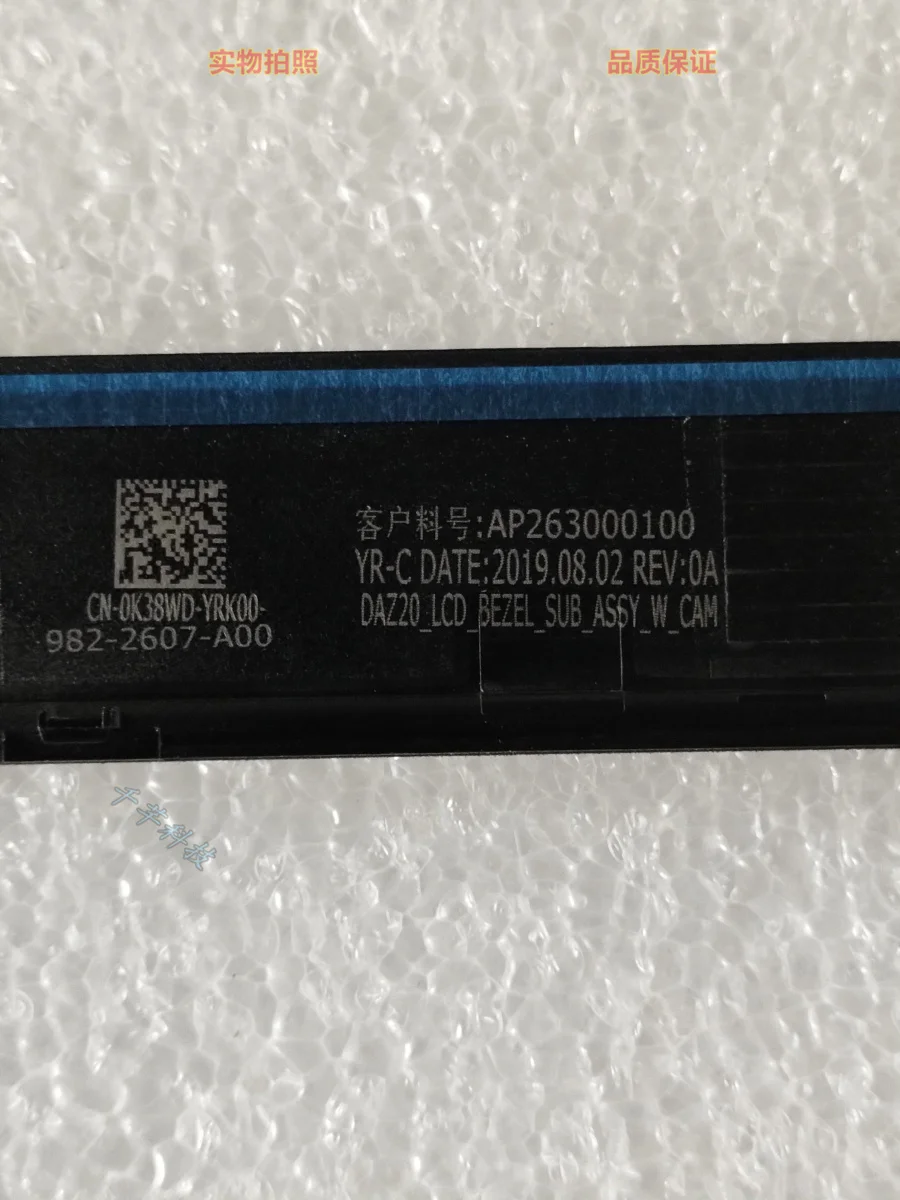 实物拍照
品质保证
客户料号:AP263000100
YR-C DATE:2019.08.02 REV:0A
DAZ20_LCD_BEZEL_SUB_ASSY_W_CAM
CN-0K38WD-YRK00-
982-2607-A00
千芊科技